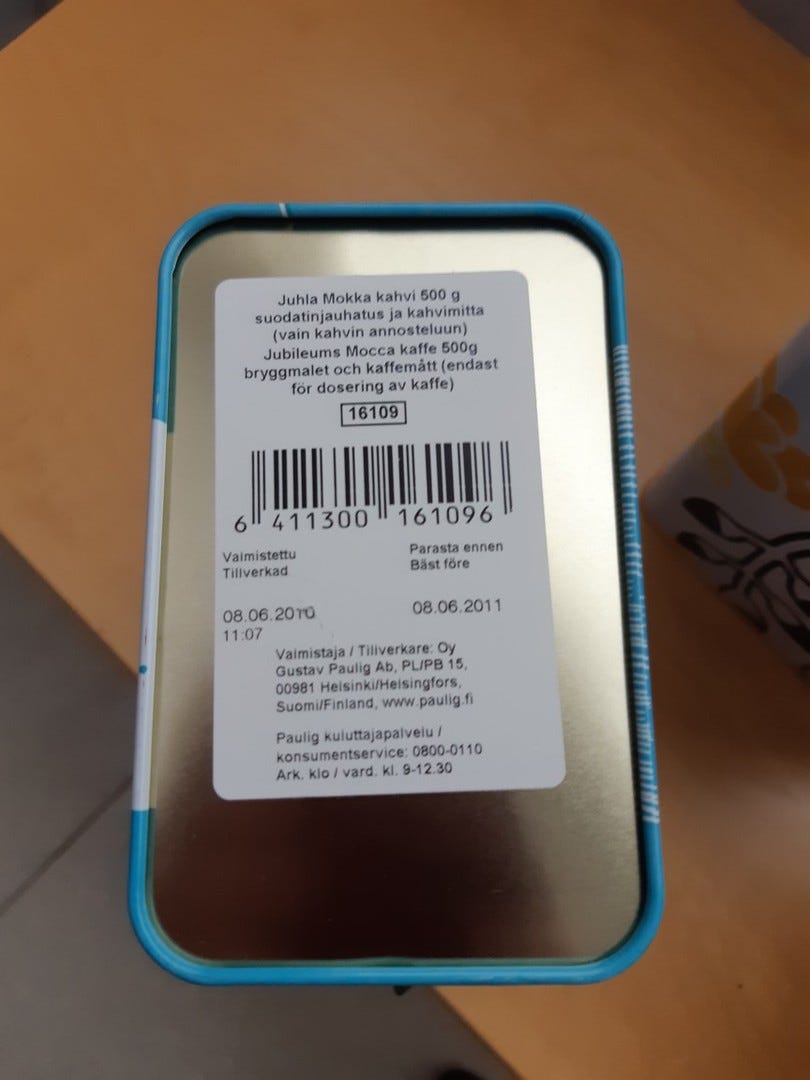 Juhla Mokka kahvi 500 g
suodatinjauhatus ja kahvimitta
(vain kahvin annosteluun)
Jubileums Mocca kaffe 500g
bryggmalet och kaffemått (endast
för dosering av kaffe)
16109
6 411300 161096
Valmistettu
Tillverkad
Parasta ennen
Bäst före
08.06.2010
11:07
08.06.2011
Valmistaja / Tillverkare: Oy
Gustav Paulig Ab, PL/PB 15,
00981 Helsinki/Helsingfors,
Suomi/Finland, www.paulig.fi
Paulig kuluttajapalvelu /
konsumentservice: 0800-0110
Ark. klo / vard. kl. 9-12.30